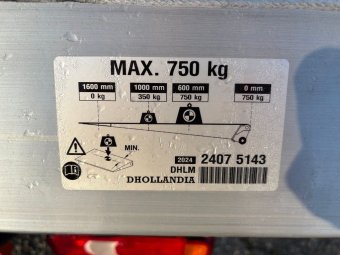 MAX. 750 kg
1600 mm 1000 mm 600 mm 0 mm
0 kg 350 kg 750 kg 750 kg
MIN.
2024 2407 5143
DHLM
DHOLLANDIA